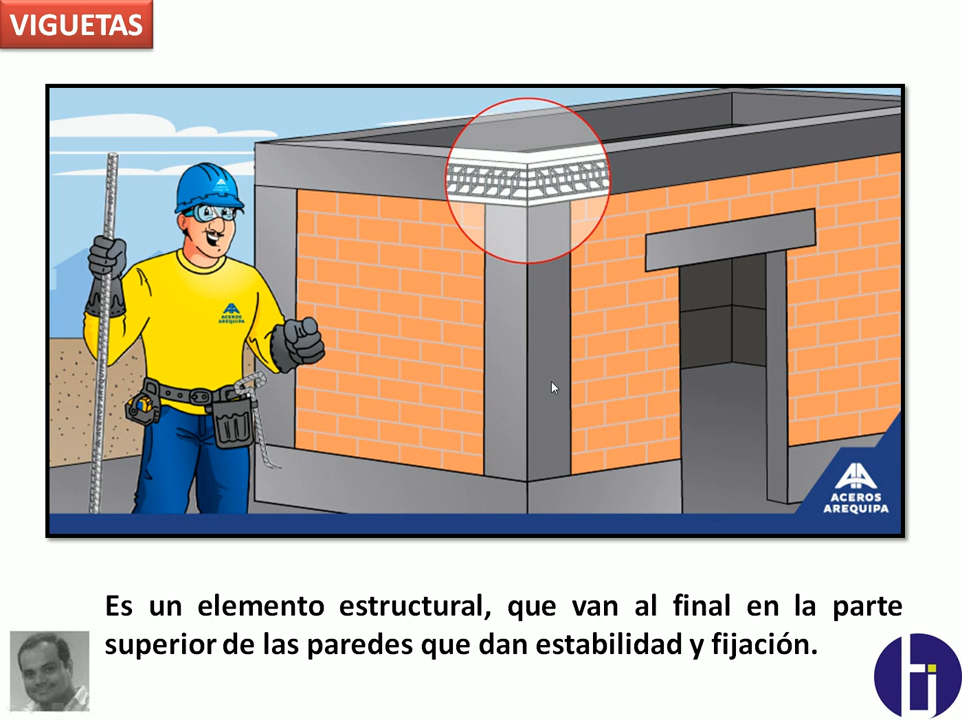 VIGUETAS
ACEROS
AREQUIPA
ACEROS
AREQUIPA
Es un elemento estructural, que van al final en la parte
superior de las paredes que dan estabilidad y fijación.